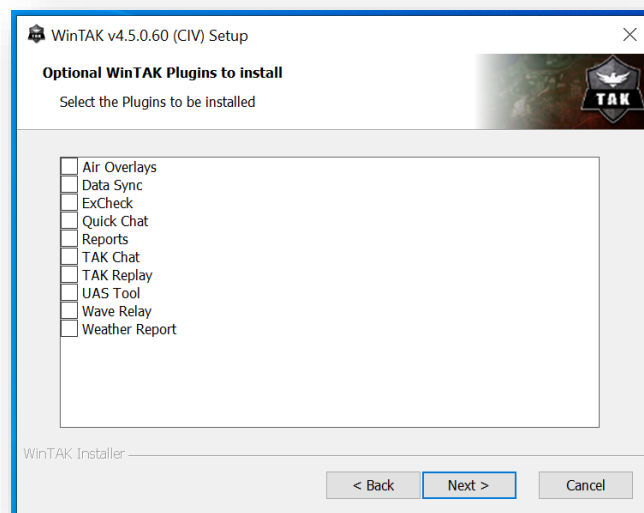 WinTAK v4.5.0.60 (CIV) Setup
Optional WinTAK Plugins to install
Select the Plugins to be installed
TAK
Air Overlays
Data Sync
ExCheck
Quick Chat
Reports
TAK Chat
TAK Replay
UAS Tool
Wave Relay
Weather Report
WinTAK Installer
< Back
Next >
Cancel